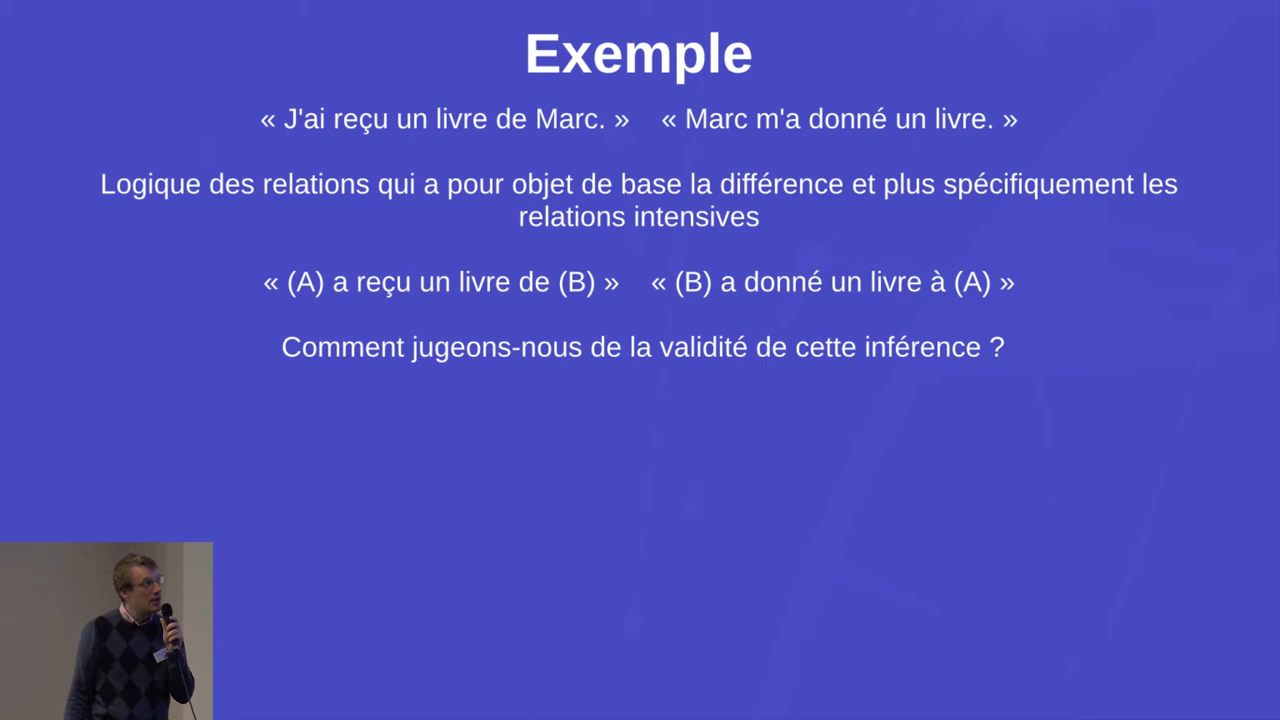 Exemple
« J'ai reçu un livre de Marc. » « Marc m'a donné un livre. »
Logique des relations qui a pour objet de base la différence et plus spécifiquement les
relations intensives
« (A) a reçu un livre de (B) » « (B) a donné un livre à (A) »
Comment jugeons-nous de la validité de cette inférence ?